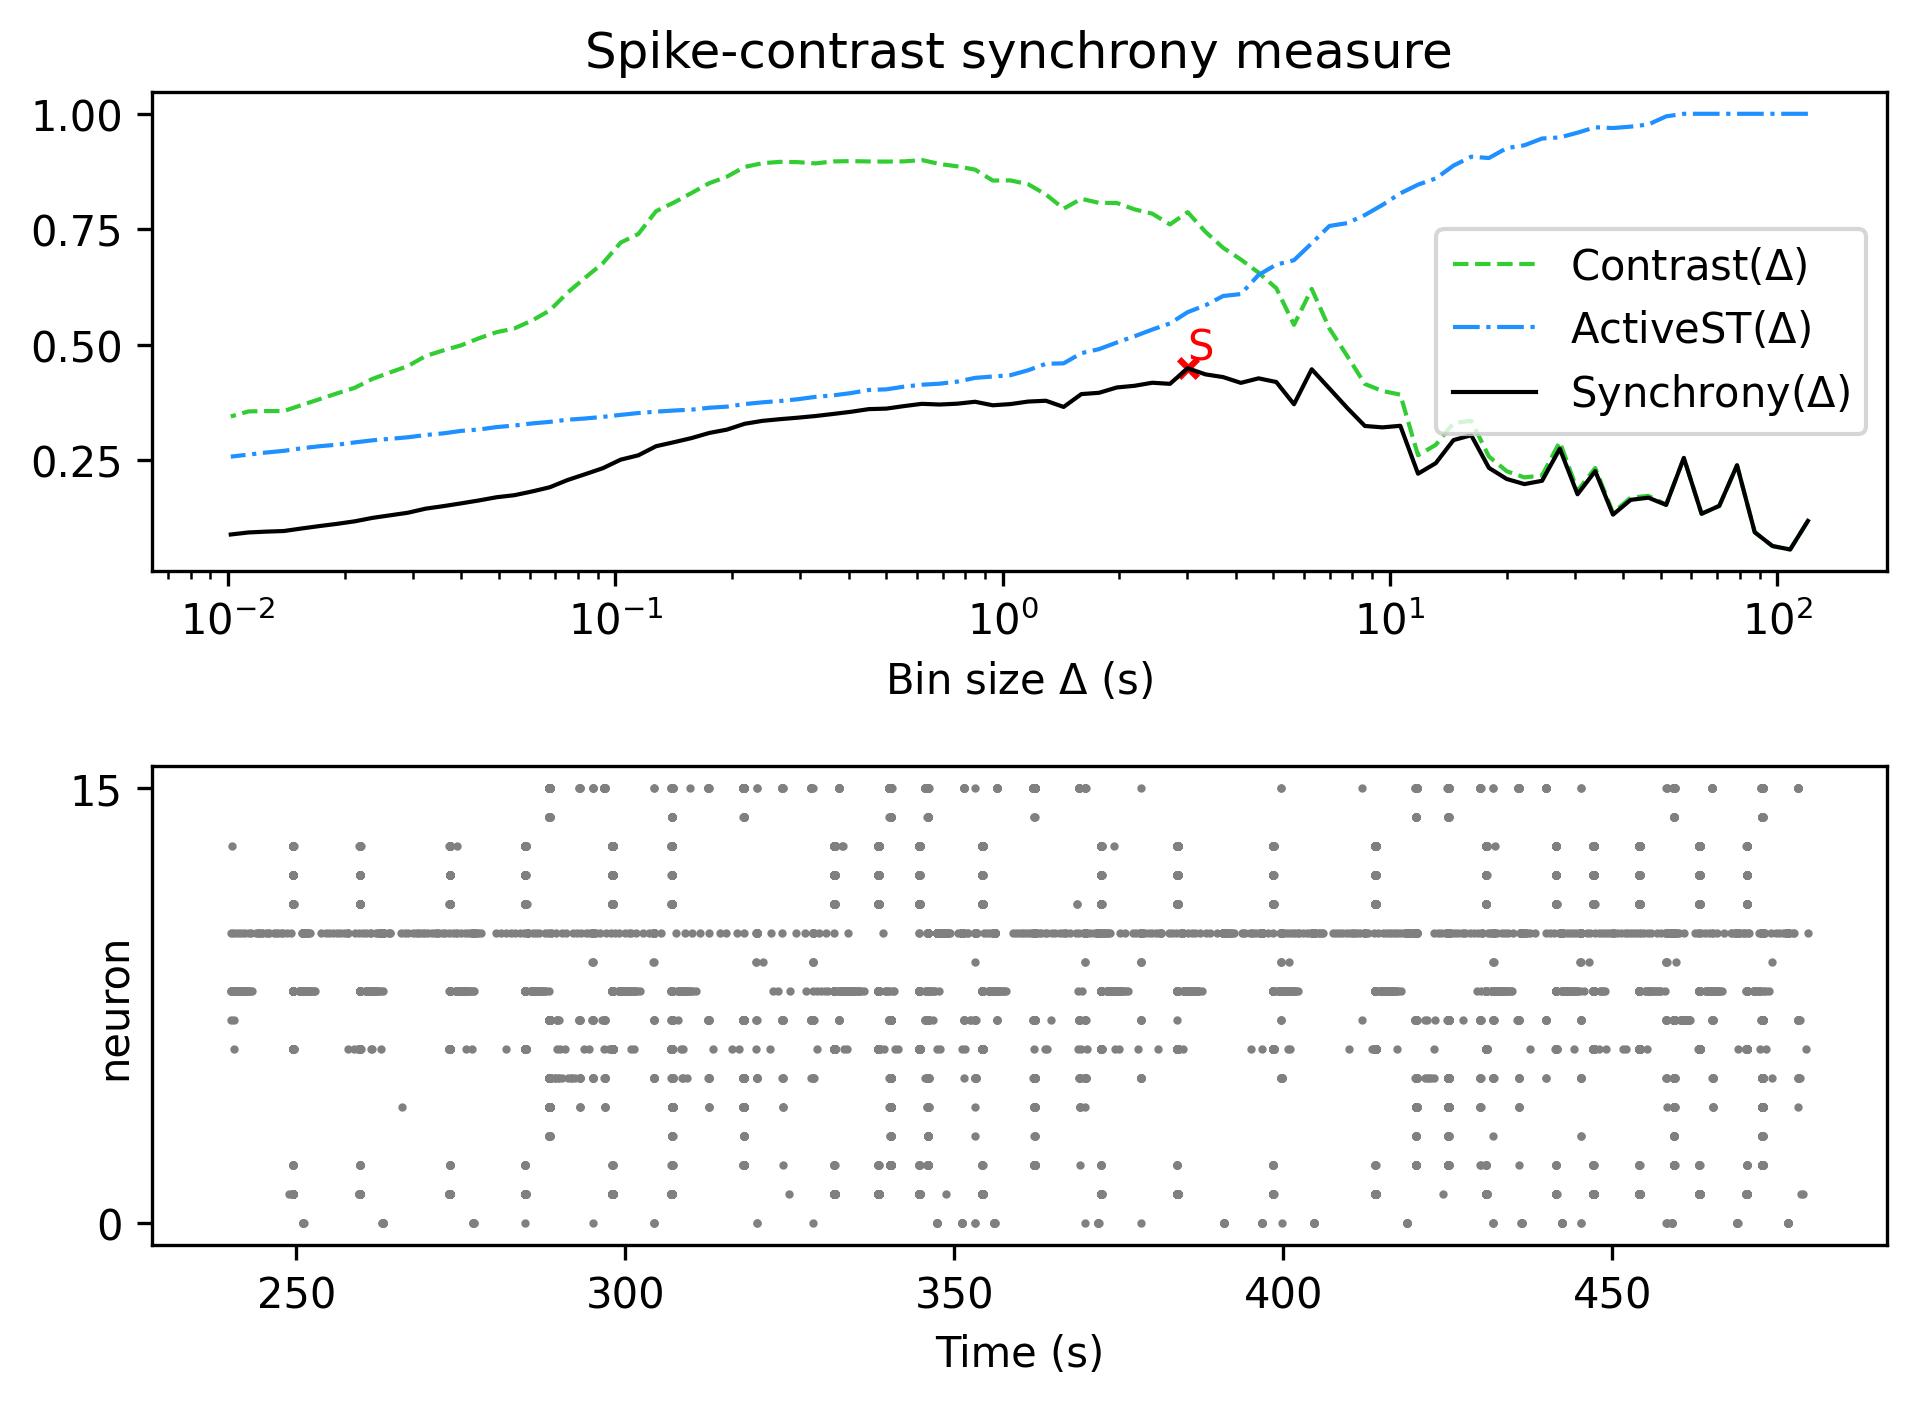 Spike-contrast synchrony measure
1.00
0.75
0.50
0.25
S
Contrast(Δ)
ActiveST(Δ)
Synchrony(Δ)
10⁻² 10⁻¹ 10⁰ 10¹ 10²
Bin size Δ (s)
15
neuron
0
250 300 350 400 450
Time (s)